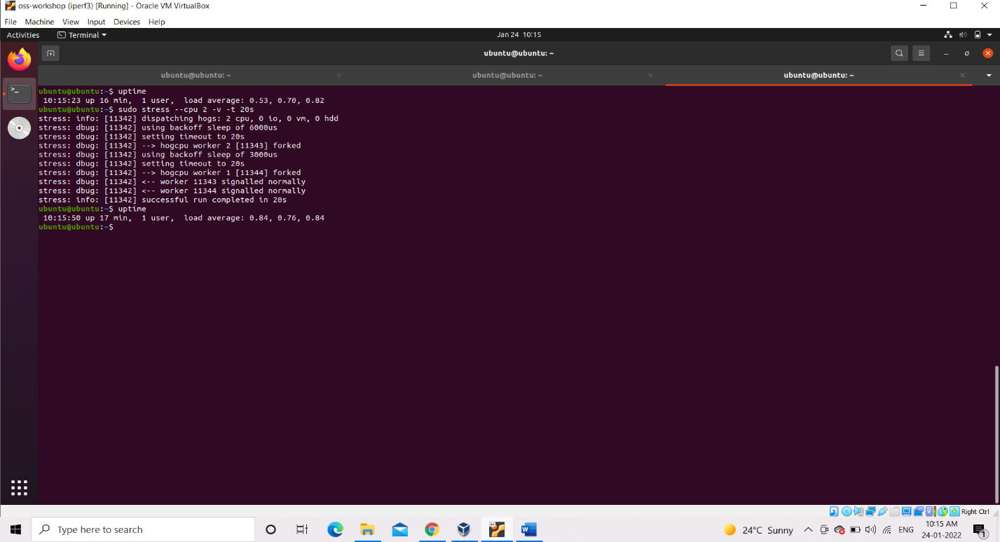 oss-workshop (iperf3) [Running] - Oracle VM VirtualBox
File Machine View Input Devices Help
Activities Terminal Jan 24 10:15
ubuntu@ubuntu: ~
ubuntu@ubuntu: ~ ubuntu@ubuntu: ~ ubuntu@ubuntu: ~
ubuntu@ubuntu:~$ uptime
10:15:23 up 16 min, 1 user, load average: 0.53, 0.70, 0.82
ubuntu@ubuntu:~$ sudo stress --cpu 2 -v -t 20s
stress: info: [11342] dispatching hogs: 2 cpu, 0 io, 0 vm, 0 hdd
stress: dbug: [11342] using backoff sleep of 6000us
stress: dbug: [11342] setting timeout to 20s
stress: dbug: [11342] --> hogcpu worker 2 [11343] forked
stress: dbug: [11342] using backoff sleep of 3000us
stress: dbug: [11342] setting timeout to 20s
stress: dbug: [11342] --> hogcpu worker 1 [11344] forked
stress: dbug: [11342] <-- worker 11343 signalled normally
stress: dbug: [11342] <-- worker 11344 signalled normally
stress: info: [11342] successful run completed in 20s
ubuntu@ubuntu:~$ uptime
10:15:50 up 17 min, 1 user, load average: 0.84, 0.76, 0.84
ubuntu@ubuntu:~$
Right Ctrl
Type here to search
24°C Sunny
ENG
10:15 AM
24-01-2022
1